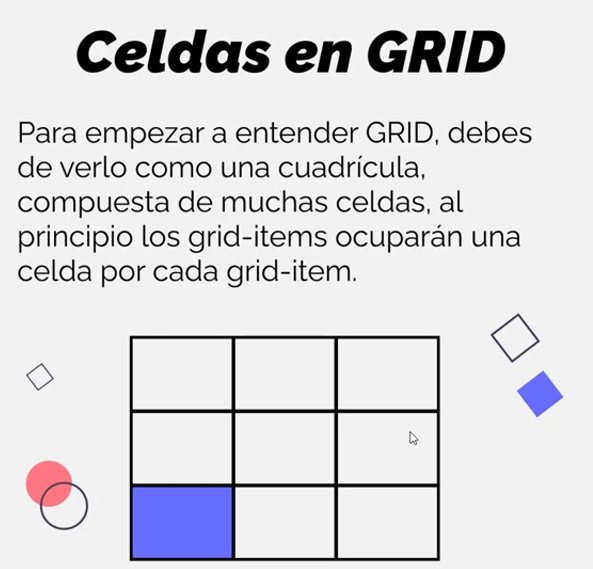 Celdas en GRID
Para empezar a entender GRID, debes
de verlo como una cuadrícula,
compuesta de muchas celdas, al
principio los grid-items ocuparán una
celda por cada grid-item.